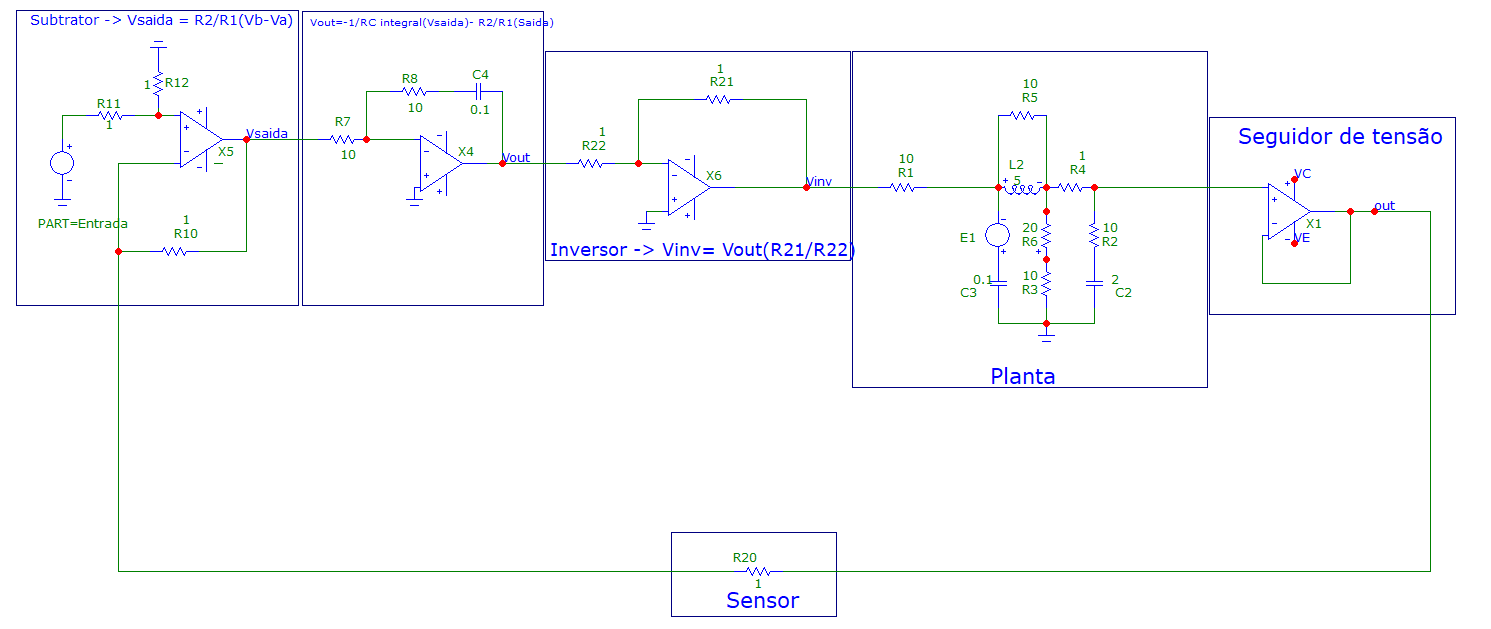 Subtrator -> Vsaida = R2/R1(Vb-Va)
R12
1
R11
1
X5
Vsaida
PART=Entrada
1
R10
Vout=-1/RC integral(Vsaida)- R2/R1(Saida)
R8
10
C4
0.1
R7
10
X4
Vout
1
R21
1
R22
X6
Vinv
Inversor -> Vinv= Vout(R21/R22)
10
R5
10
R1
L2
5
1
R4
E1
20
R6
10
R2
0.1
C3
10
R3
2
C2
Planta
Seguidor de tensão
VC
X1
VE
out
R20
1
Sensor